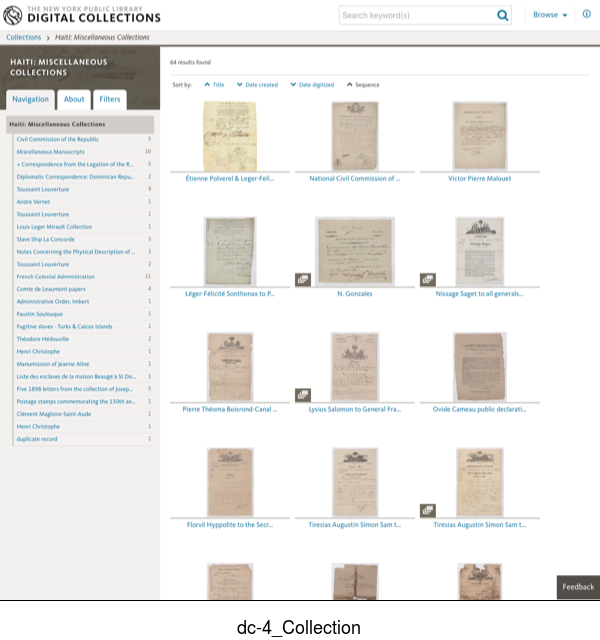 THE NEW YORK PUBLIC LIBRARY
DIGITAL COLLECTIONS
Search keyword(s)
Browse
Collections > Haiti: Miscellaneous Collections
HAITI: MISCELLANEOUS
COLLECTIONS
Navigation
About
Filters
Haiti: Miscellaneous Collections
Civil Commission of the Republic 5
Miscellaneous Manuscripts 10
+ Correspondence from the Legation of the R... 5
Diplomatic Correspondence: Dominican Repu... 2
Toussaint Louverture 9
Andre Vernet 1
Toussaint Louverture 1
Louis Leger Mirault Collection 1
Slave Ship La Concorde 3
Notes Concerning the Physical Description of ... 3
Toussaint Louverture 2
French Colonial Administration 11
Comte de Leaumont papers 4
Administrative Order, Imbert 1
Faustin Soulouque 1
Fugitive slaves - Turks & Caicos Islands 1
Théodore Hédouville 2
Henri Christophe 1
Manumission of Jeanne Aline 1
Liste des esclaves de la maison Beaugé à St Do... 1
Five 1898 letters from the collection of Josep... 5
Postage stamps commemorating the 150th an... 1
Clément Magloire-Saint-Aude 1
Henri Christophe 1
duplicate record 1
64 results found
Sort by: Title Date created Date digitized Sequence
Étienne Polverel & Leger-Feli...
National Civil Commission of ...
Victor Pierre Malouet
Léger-Félicité Sonthonax to P...
N. Gonzales
Nissage Saget to all generals...
Pierre Théoma Boisrond-Canal ...
Lysius Salomon to General Fra...
Ovide Cameau public declarati...
Florvil Hyppolite to the Secr...
Tiresias Augustin Simon Sam t...
Tiresias Augustin Simon Sam t...
Feedback
dc-4_Collection